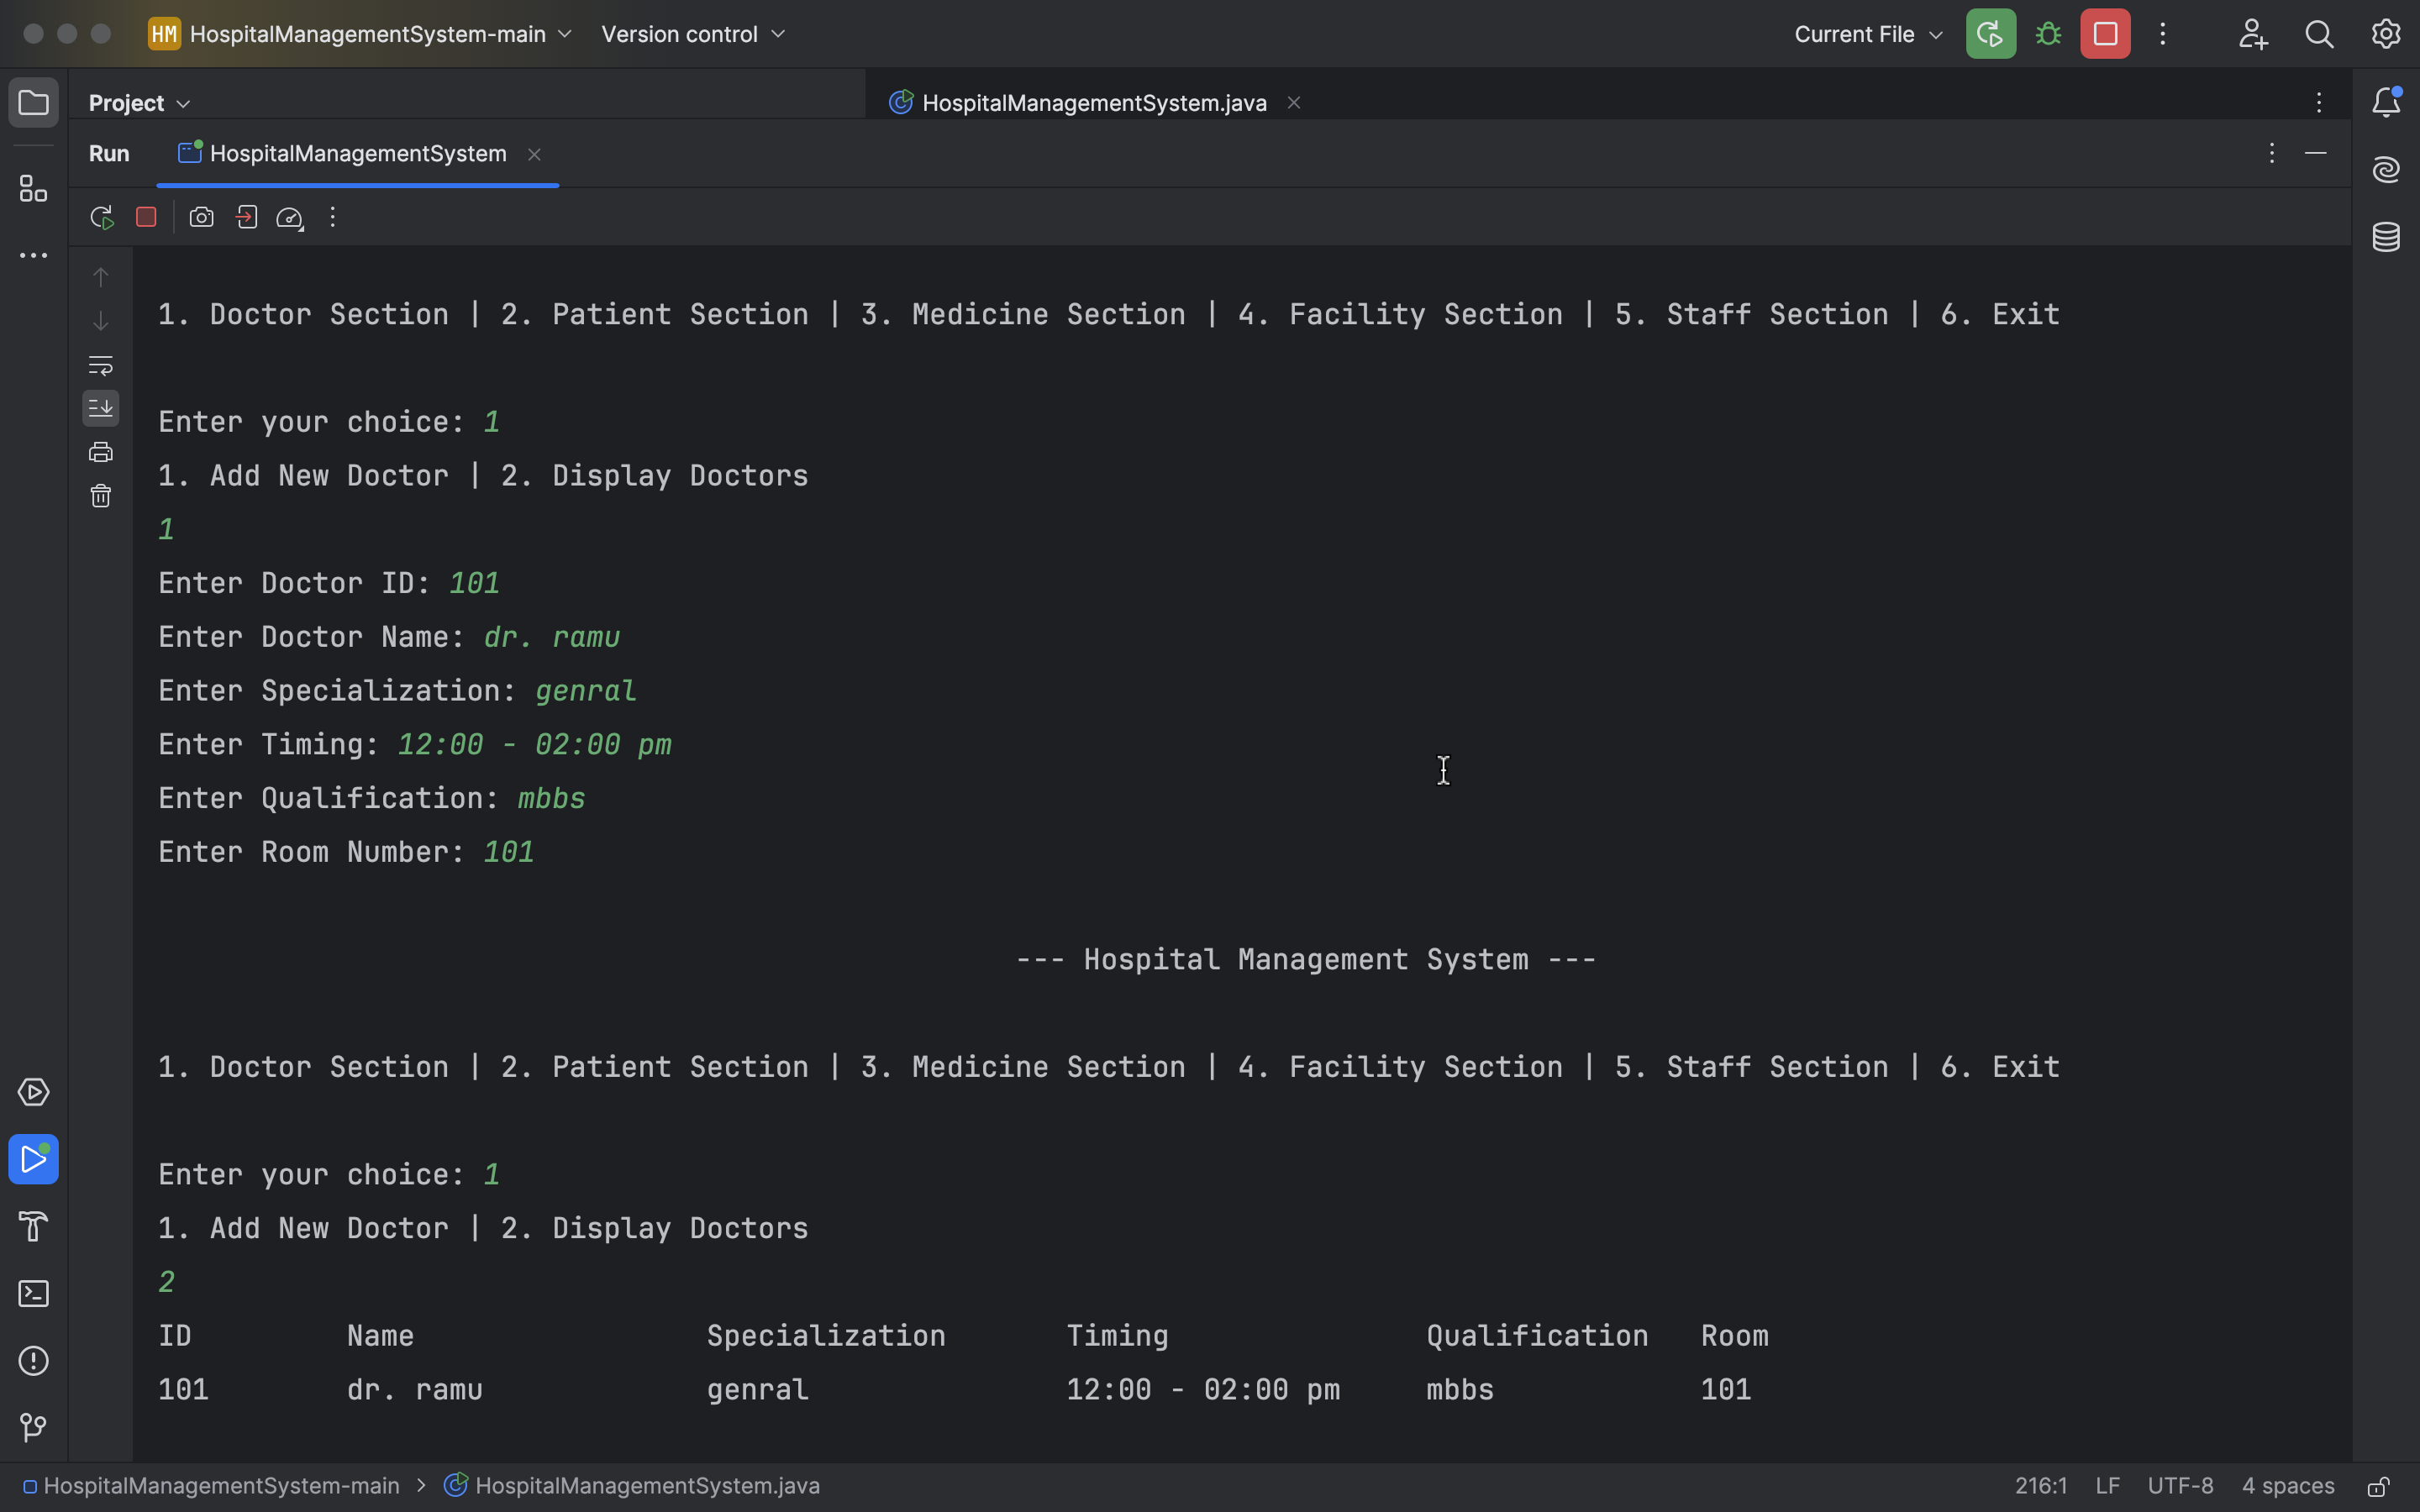 HM HospitalManagementSystem-main Version control Current File
Project HospitalManagementSystem.java
Run HospitalManagementSystem
1. Doctor Section | 2. Patient Section | 3. Medicine Section | 4. Facility Section | 5. Staff Section | 6. Exit
Enter your choice: 1
1. Add New Doctor | 2. Display Doctors
1
Enter Doctor ID: 101
Enter Doctor Name: dr. ramu
Enter Specialization: genral
Enter Timing: 12:00 - 02:00 pm
Enter Qualification: mbbs
Enter Room Number: 101
--- Hospital Management System ---
1. Doctor Section | 2. Patient Section | 3. Medicine Section | 4. Facility Section | 5. Staff Section | 6. Exit
Enter your choice: 1
1. Add New Doctor | 2. Display Doctors
2
ID Name Specialization Timing Qualification Room
101 dr. ramu genral 12:00 - 02:00 pm mbbs 101
HospitalManagementSystem-main > HospitalManagementSystem.java 216:1 LF UTF-8 4 spaces